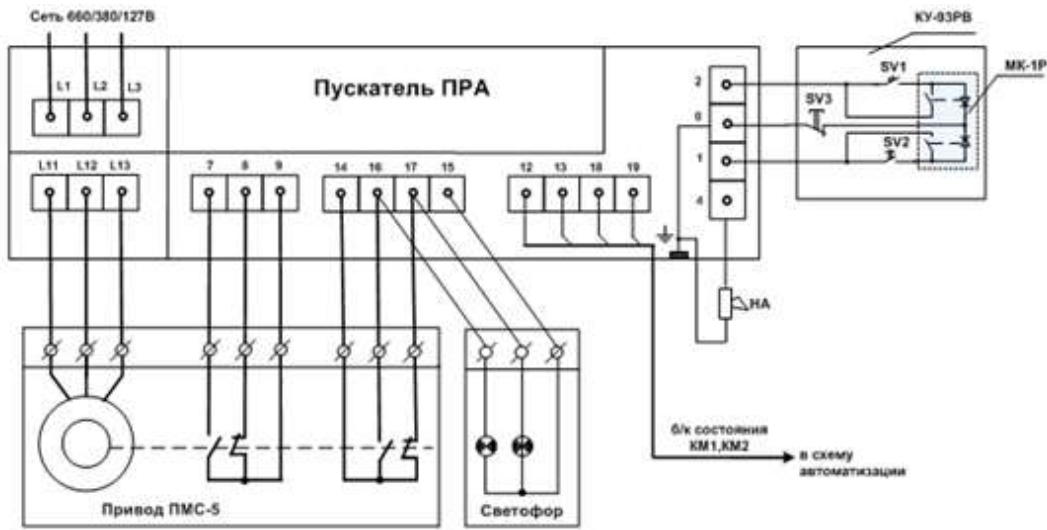 Сеть 660/380/127В
КУ-93РВ
МК-1Р
L1 L2 L3
Пускатель ПРА
2
0
1
4
SV1
SV3
SV2
L11 L12 L13
7 8 9
14 16 17 15
12 13 18 19
НА
б/к состояния
КМ1,КМ2
в схему
автоматизации
Привод ПМС-5
Светофор